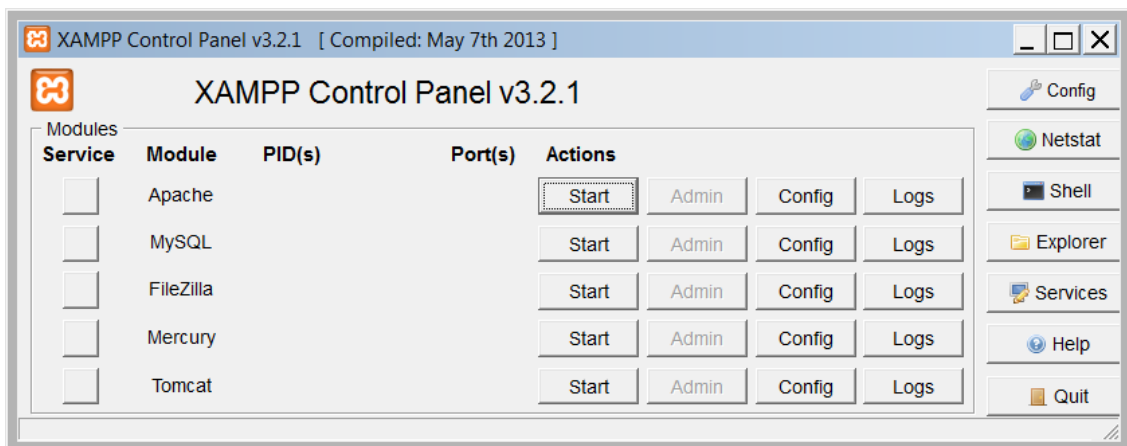 XAMPP Control Panel v3.2.1 [ Compiled: May 7th 2013 ]
XAMPP Control Panel v3.2.1
Config
Modules
Netstat
Service Module PID(s) Port(s) Actions
Apache Start Admin Config Logs
Shell
MySQL Start Admin Config Logs
Explorer
FileZilla Start Admin Config Logs
Services
Mercury Start Admin Config Logs
Help
Tomcat Start Admin Config Logs
Quit